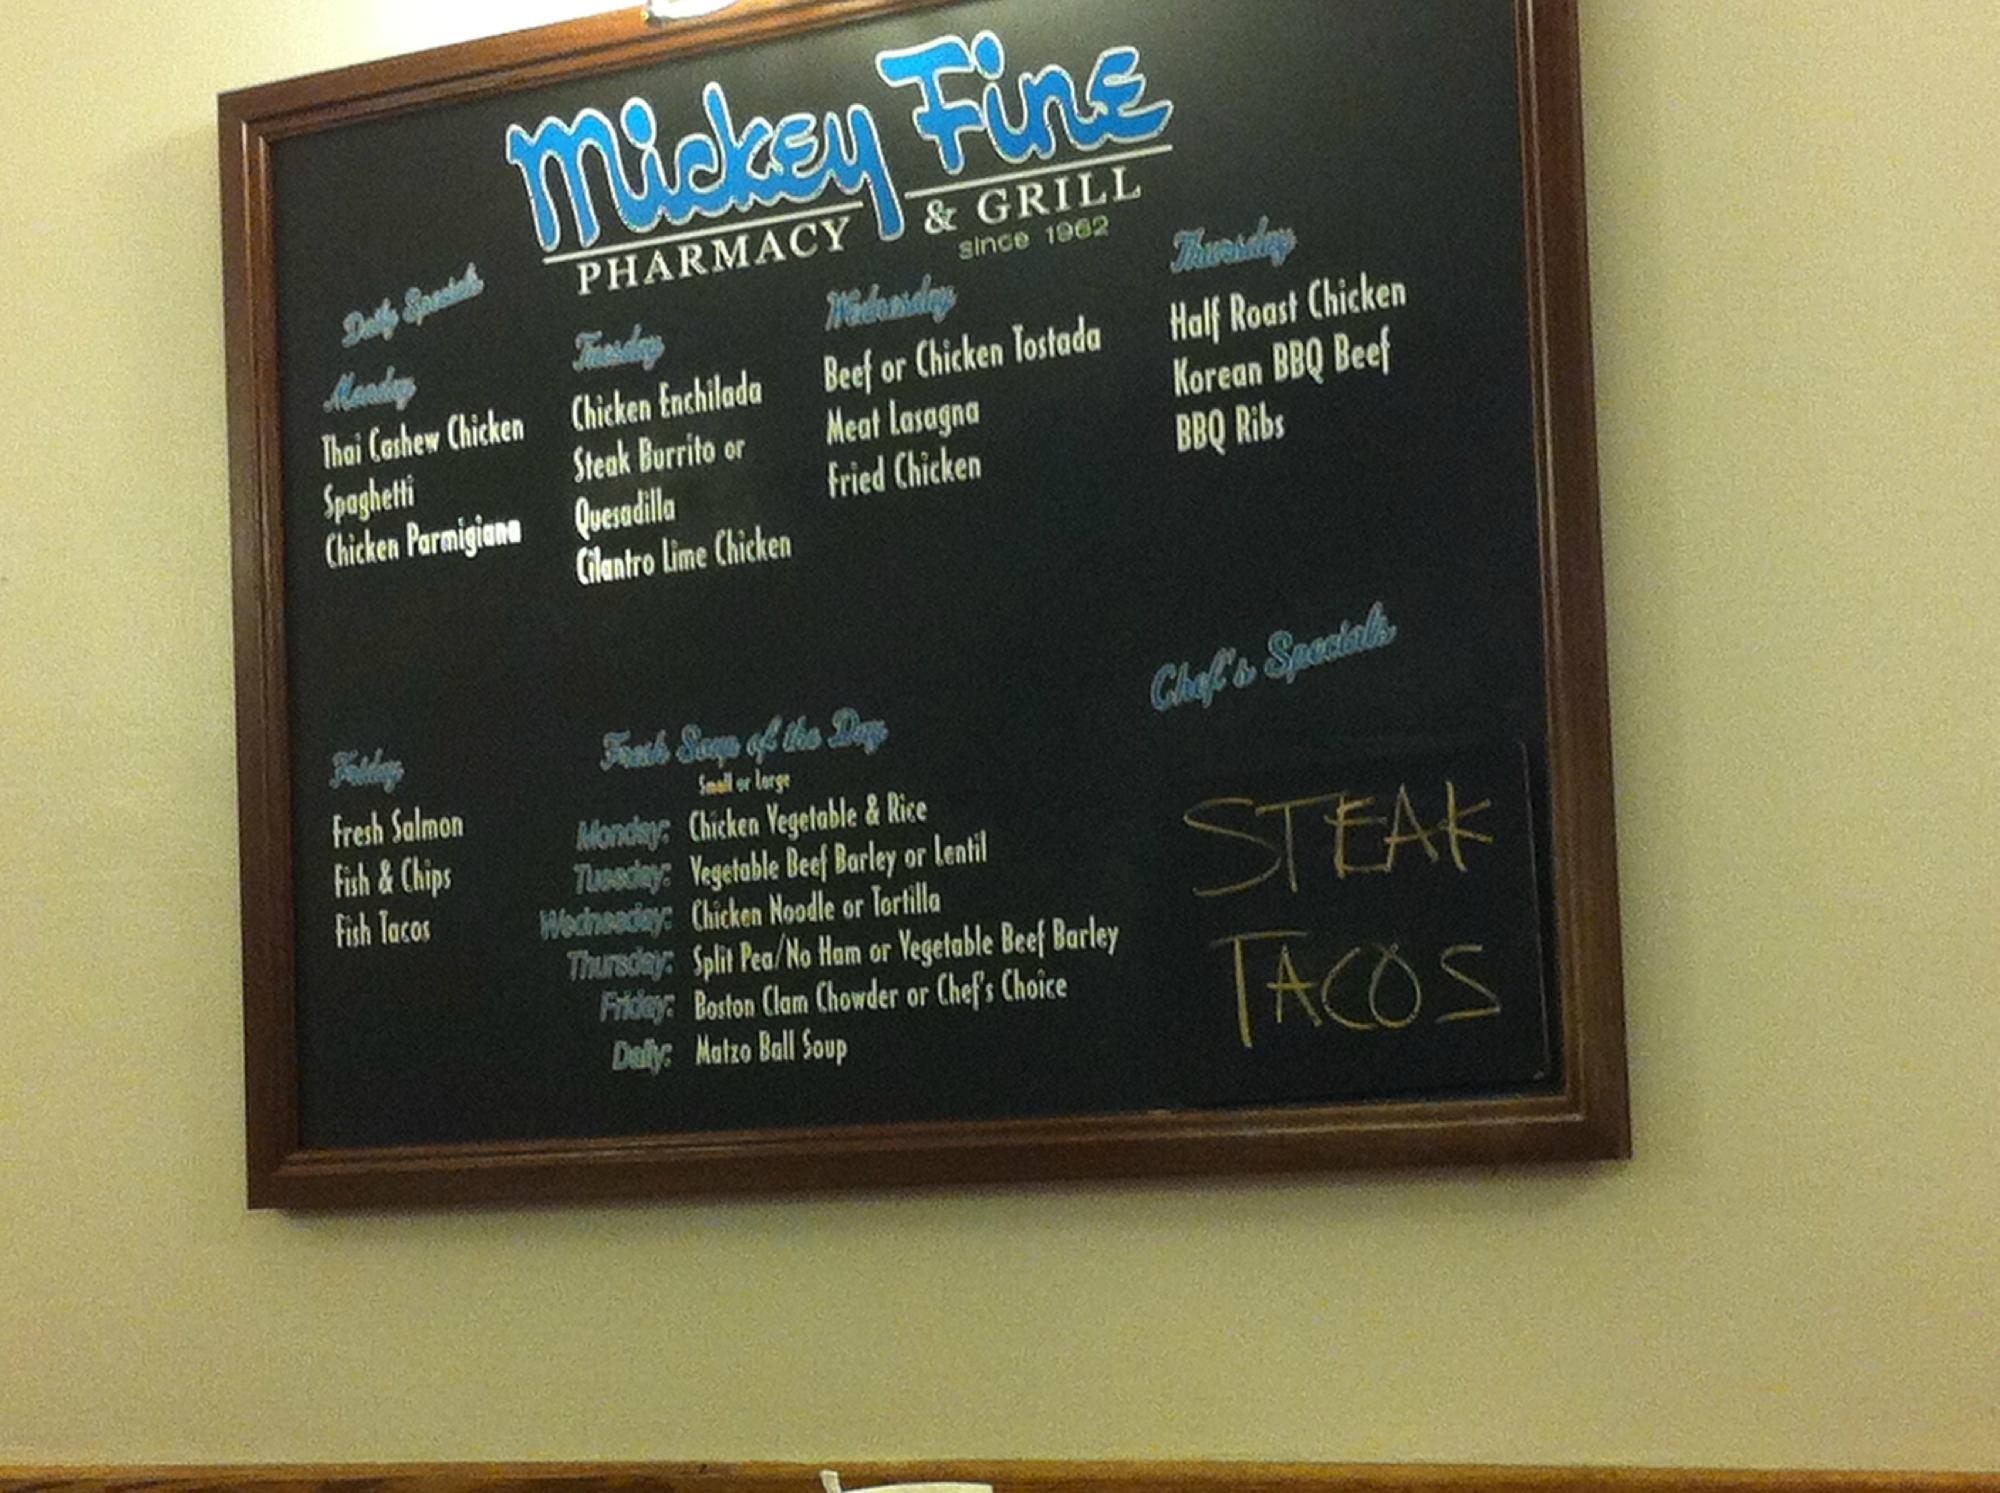 Mickey Fine
PHARMACY & GRILL
since 1962
Daily Specials
Monday
Thai Cashew Chicken
Spaghetti
Chicken Parmigiana
Tuesday
Chicken Enchilada
Steak Burrito or
Quesadilla
Cilantro Lime Chicken
Wednesday
Beef or Chicken Tostada
Meat Lasagna
Fried Chicken
Thursday
Half Roast Chicken
Korean BBQ Beef
BBQ Ribs
Friday
Fresh Salmon
Fish & Chips
Fish Tacos
Fresh Soup of the Day
Small or Large
Monday: Chicken Vegetable & Rice
Tuesday: Vegetable Beef Barley or Lentil
Wednesday: Chicken Noodle or Tortilla
Thursday: Split Pea/No Ham or Vegetable Beef Barley
Friday: Boston Clam Chowder or Chef's Choice
Daily: Matzo Ball Soup
Chef's Specials
STEAK
TACOS